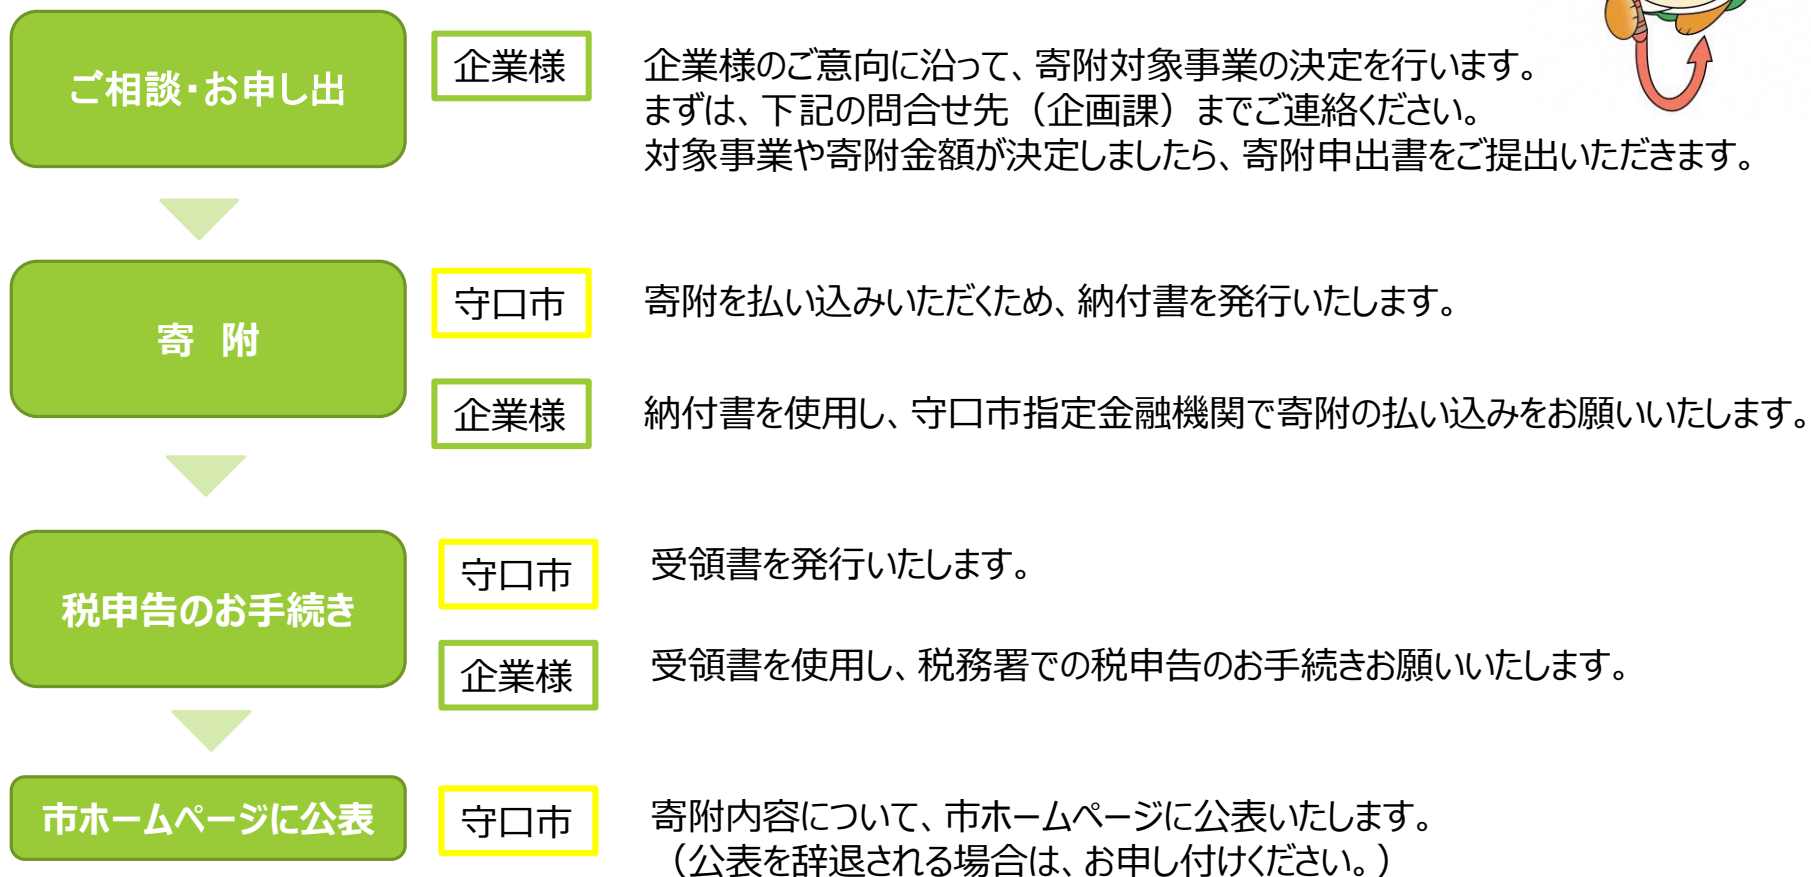 ご相談・お申し出
企業様
企業様のご意向に沿って、寄附対象事業の決定を行います。
まずは、下記の問合せ先（企画課）までご連絡ください。
対象事業や寄附金額が決定しましたら、寄附申出書をご提出いただきます。
寄　附
守口市
寄附を払い込みいただくため、納付書を発行いたします。
企業様
納付書を使用し、守口市指定金融機関で寄附の払い込みをお願いいたします。
税申告のお手続き
守口市
受領書を発行いたします。
企業様
受領書を使用し、税務署での税申告のお手続きお願いいたします。
市ホームページに公表
守口市
寄附内容について、市ホームページに公表いたします。
（公表を辞退される場合は、お申し付けください。）